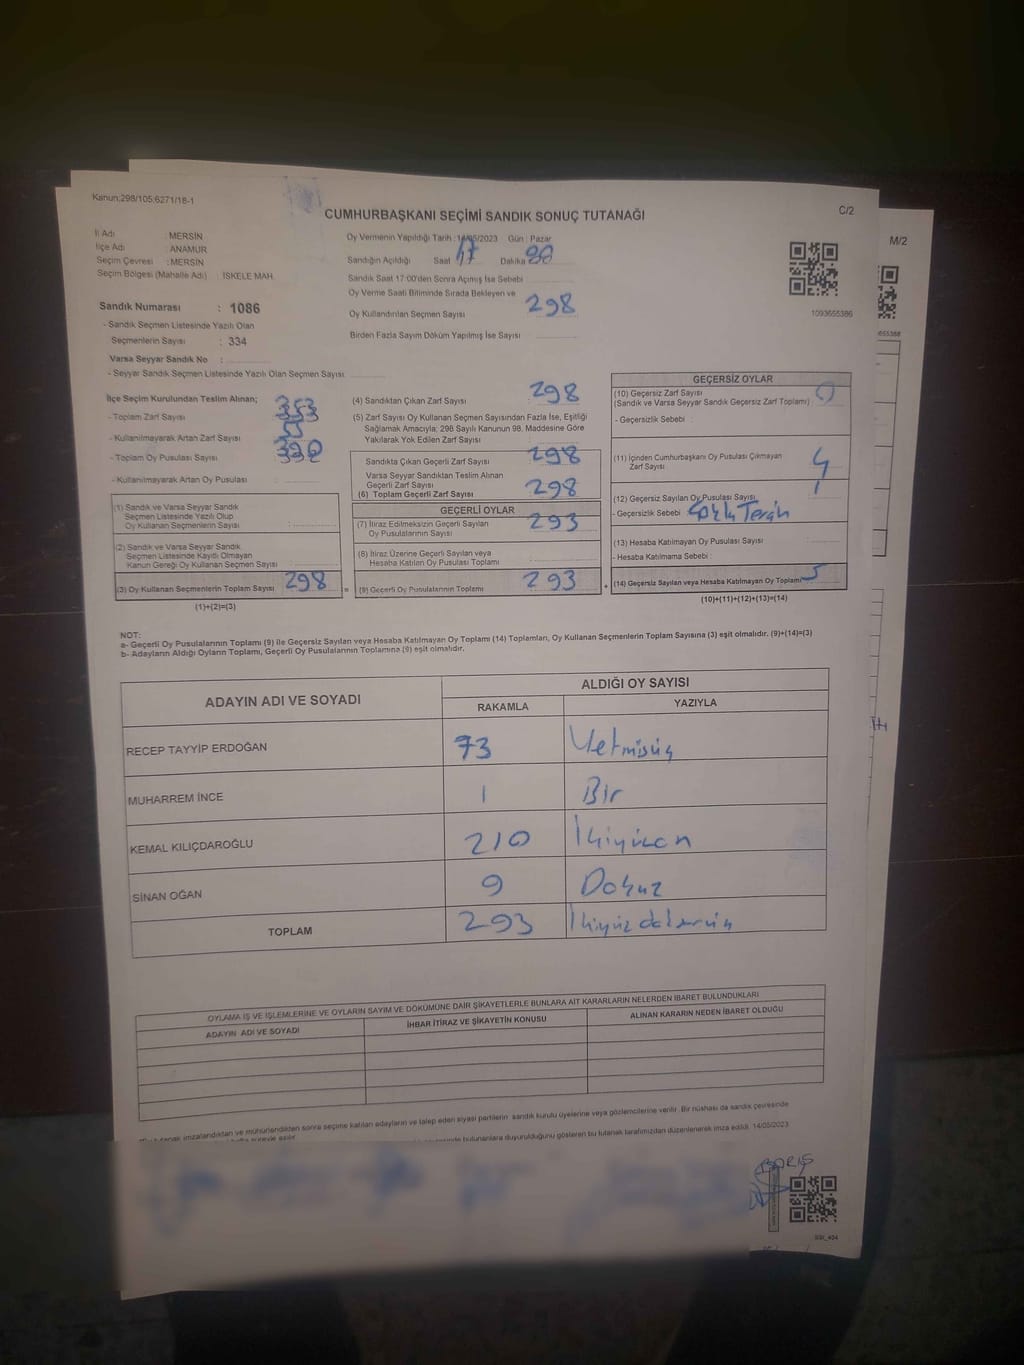 Kanun:298/105;6271/18-1
CUMHURBAŞKANI SEÇİMİ SANDIK SONUÇ TUTANAĞI
C/2
M/2
İl Adı : MERSİN
İlçe Adı : ANAMUR
Seçim Çevresi : MERSİN
Seçim Bölgesi (Mahalle Adı) : İSKELE MAH.
Sandık Numarası : 1086
- Sandık Seçmen Listesinde Yazılı Olan
Seçmenlerin Sayısı : 334
Varsa Seyyar Sandık No :
- Seyyar Sandık Seçmen Listesinde Yazılı Olan Seçmen Sayısı
Oy Vermenin Yapıldığı Tarih : 14/05/2023 Gün : Pazar
Sandığın Açıldığı Saat 17 Dakika
Sandık Saat 17:00'den Sonra Açılmış İse Sebebi
Oy Verme Saati Bitiminde Sırada Bekleyen ve
Oy Kullandırılan Seçmen Sayısı 298
Birden Fazla Sayım Döküm Yapılmış İse Sayısı
1093655386
İlçe Seçim Kurulundan Teslim Alınan;
- Toplam Zarf Sayısı 353
- Kullanılmayarak Artan Zarf Sayısı 55
- Toplam Oy Pusulası Sayısı
- Kullanılmayarak Artan Oy Pusulası
(1) Sandık ve Varsa Seyyar Sandık
Seçmen Listesinde Yazılı Olup
Oy Kullanan Seçmenlerin Sayısı :
(2) Sandık ve Varsa Seyyar Sandık
Seçmen Listesinde Kayıtlı Olmayan
Kanun Gereği Oy Kullanan Seçmen Sayısı :
(3) Oy Kullanan Seçmenlerin Toplam Sayısı 298
(1)+(2)=(3)
(4) Sandıktan Çıkan Zarf Sayısı 298
(5) Zarf Sayısı Oy Kullanan Seçmen Sayısından Fazla İse, Eşitliği
Sağlamak Amacıyla; 298 Sayılı Kanunun 98. Maddesine Göre
Yakılarak Yok Edilen Zarf Sayısı
Sandıkta Çıkan Geçerli Zarf Sayısı 298
Varsa Seyyar Sandıktan Teslim Alınan
Geçerli Zarf Sayısı
(6) Toplam Geçerli Zarf Sayısı 298
GEÇERLİ OYLAR
(7) İtiraz Edilmeksizin Geçerli Sayılan
Oy Pusulalarının Sayısı 293
(8) İtiraz Üzerine Geçerli Sayılan veya
Hesaba Katılan Oy Pusulası Toplamı
(9) Geçerli Oy Pusulalarının Toplamı 293
GEÇERSİZ OYLAR
(10) Geçersiz Zarf Sayısı
(Sandık ve Varsa Seyyar Sandık Geçersiz Zarf Toplamı) : 0
- Geçersizlik Sebebi :
(11) İçinden Cumhurbaşkanı Oy Pusulası Çıkmayan
Zarf Sayısı 4
(12) Geçersiz Sayılan Oy Pusulası Sayısı 1
- Geçersizlik Sebebi :
(13) Hesaba Katılmayan Oy Pusulası Sayısı
- Hesaba Katılmama Sebebi :
(14) Geçersiz Sayılan veya Hesaba Katılmayan Oy Toplamı 5
(10)+(11)+(12)+(13)=(14)
NOT:
a- Geçerli Oy Pusulalarının Toplamı (9) ile Geçersiz Sayılan veya Hesaba Katılmayan Oy Toplamı (14) Toplamları, Oy Kullanan Seçmenlerin Toplam Sayısına (3) eşit olmalıdır. (9)+(14)=(3)
b- Adayların Aldığı Oyların Toplamı, Geçerli Oy Pusulalarının Toplamına (9) eşit olmalıdır.
ADAYIN ADI VE SOYADI
ALDIĞI OY SAYISI
RAKAMLA YAZIYLA
RECEP TAYYİP ERDOĞAN 73 Yetmişüç
MUHARREM İNCE 1 Bir
KEMAL KILIÇDAROĞLU 210 İkiyüzon
SİNAN OĞAN 9 Dokuz
TOPLAM 293
OYLAMA İŞ VE İŞLEMLERİNE VE OYLARIN SAYIM VE DÖKÜMÜNE DAİR ŞİKAYETLERLE BUNLARA AİT KARARLARIN NELERDEN İBARET BULUNDUKLARI
ADAYIN ADI VE SOYADI İHBAR İTİRAZ VE ŞİKAYETİN KONUSU ALINAN KARARIN NEDEN İBARET OLDUĞU
tutanak imzalandıktan ve mühürlendikten sonra seçime katılan adayların ve talep eden siyasi partilerin sandık kurulu üyelerine veya gözlemcilerine verilir. Bir nüshası da sandık çevresinde
bulunanlara duyurulduğunu gösteren bu tutanak tarafımızdan düzenlenerek imza edildi. 14/05/2023
BARIŞ